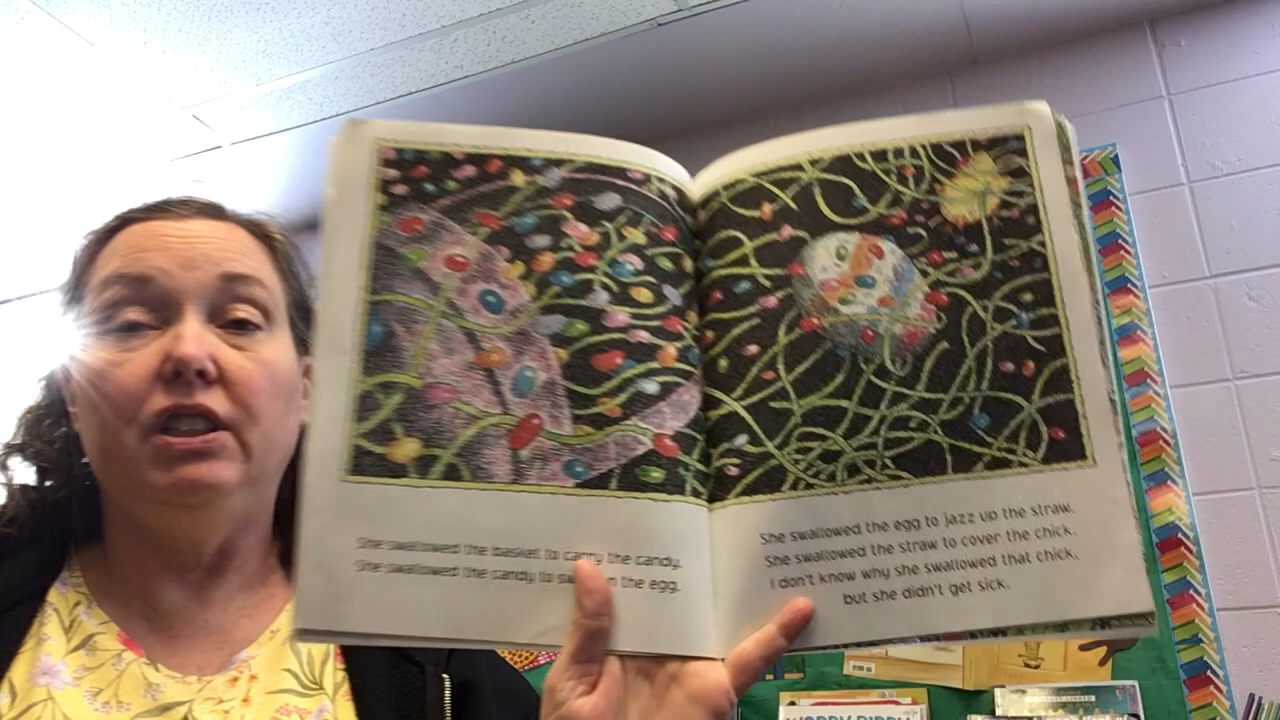 She swallowed the basket to carry the candy.
She swallowed the candy to in the egg.
She swallowed the egg to jazz up the straw.
She swallowed the straw to cover the chick.
I don't know why she swallowed that chick,
but she didn't get sick.